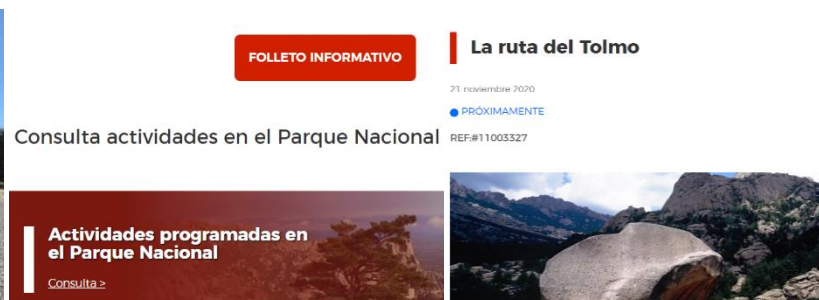 FOLLETO INFORMATIVO
Consulta actividades en el Parque Nacional
Actividades programadas en
el Parque Nacional
Consulta >
La ruta del Tolmo
21 noviembre 2020
PRÓXIMAMENTE
REF:#11003327